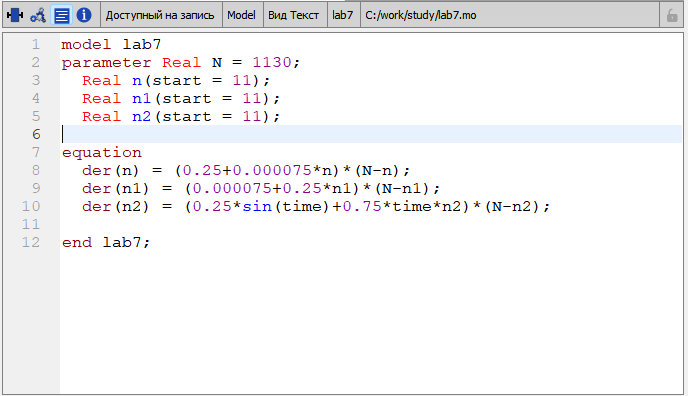 Доступный на запись Model Вид Текст lab7 C:/work/study/lab7.mo
1 model lab7
2 parameter Real N = 1130;
3 Real n(start = 11);
4 Real n1(start = 11);
5 Real n2(start = 11);
6
7 equation
8 der(n) = (0.25+0.000075*n)*(N-n);
9 der(n1) = (0.000075+0.25*n1)*(N-n1);
10 der(n2) = (0.25*sin(time)+0.75*time*n2)*(N-n2);
11
12 end lab7;